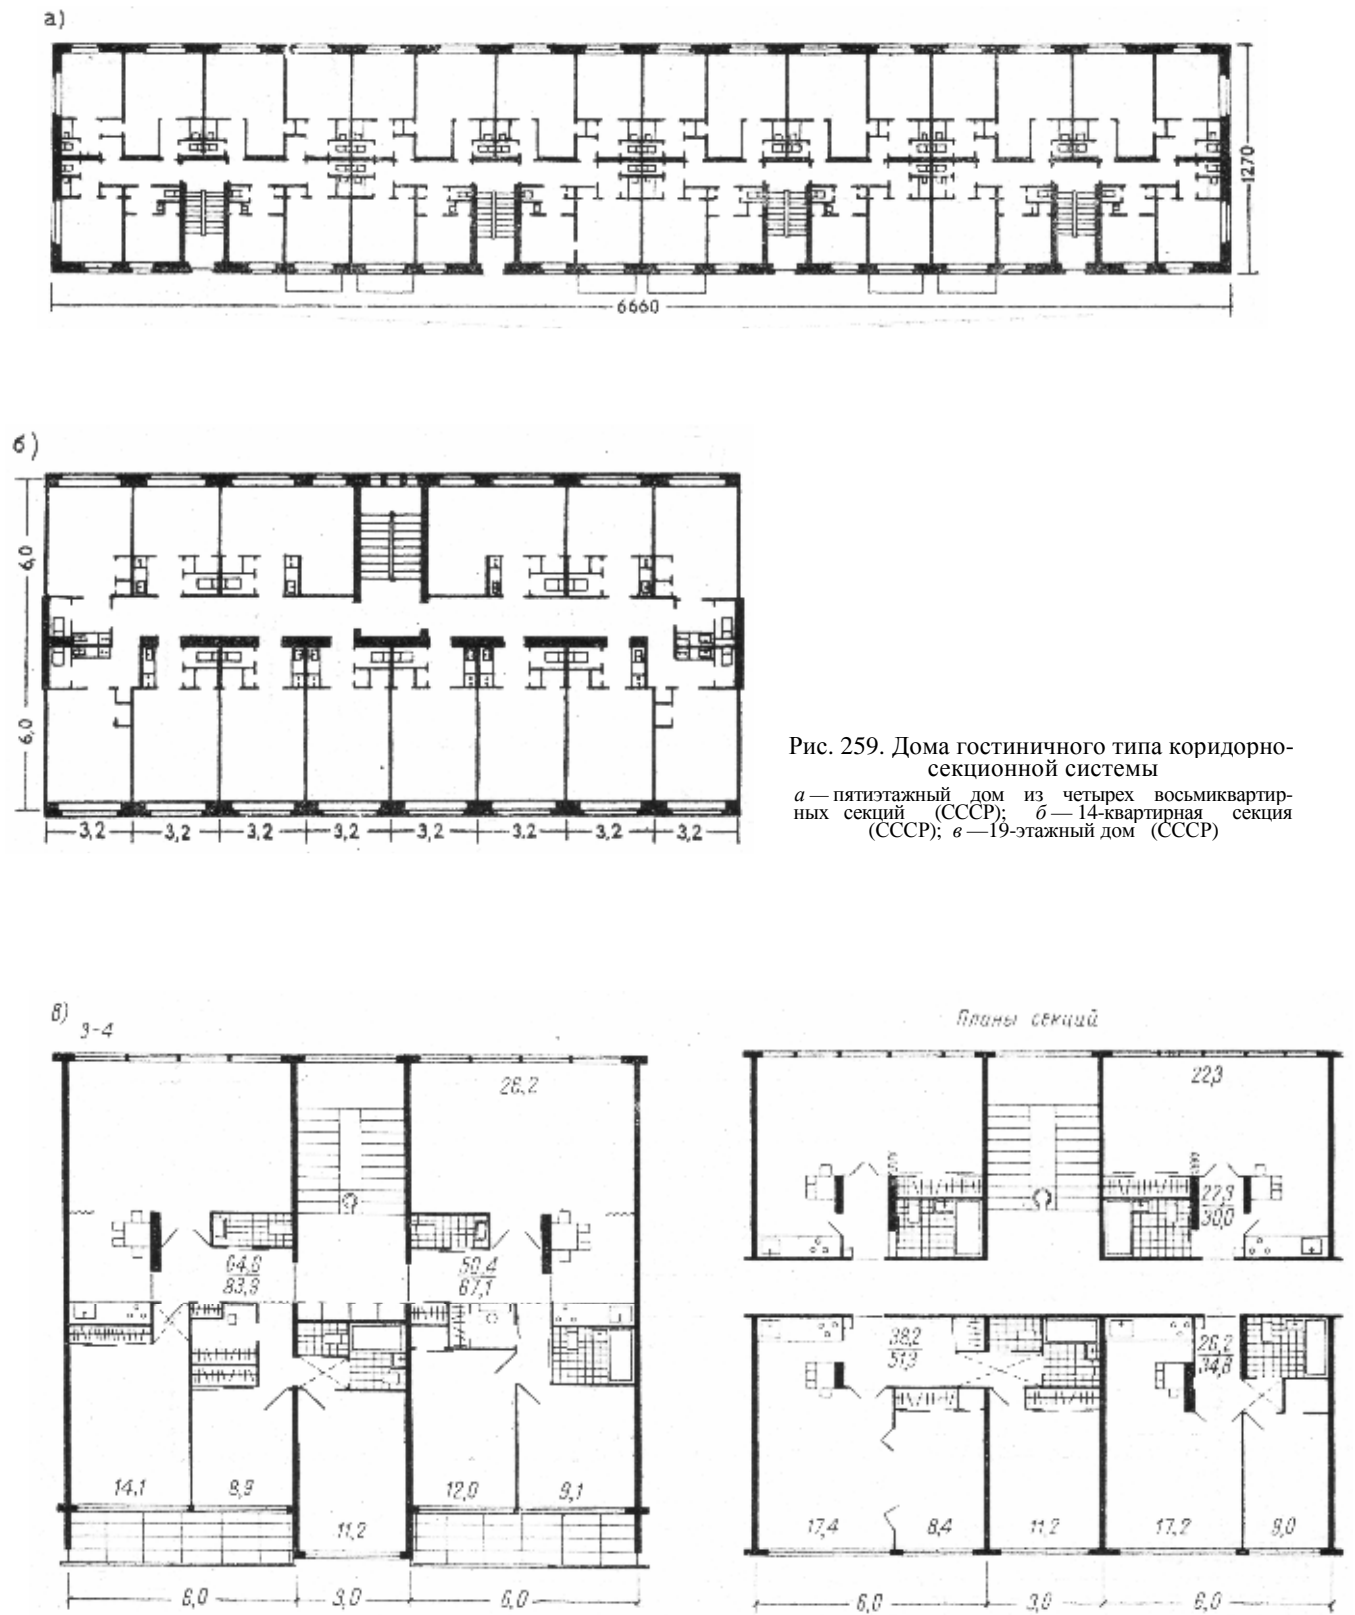 а)
1270
6660
б)
6,0
6,0
3,2 3,2 3,2 3,2 3,2 3,2 3,2 3,2
Рис. 259. Дома гостиничного типа коридорно-
секционной системы
а — пятиэтажный дом из четырех восьмиквартир-
ных секций (СССР); б — 14-квартирная секция
(СССР); в —19-этажный дом (СССР)
в)
3-4
Планы секций
26,2
22,3
22,3
30,0
64,6
83,9
50,4
67,1
38,2
51,3
26,2
34,8
14,1
8,9
11,2
12,0
9,1
17,4
8,4
11,2
17,2
9,0
6,0 3,0 6,0
6,0 3,0 6,0